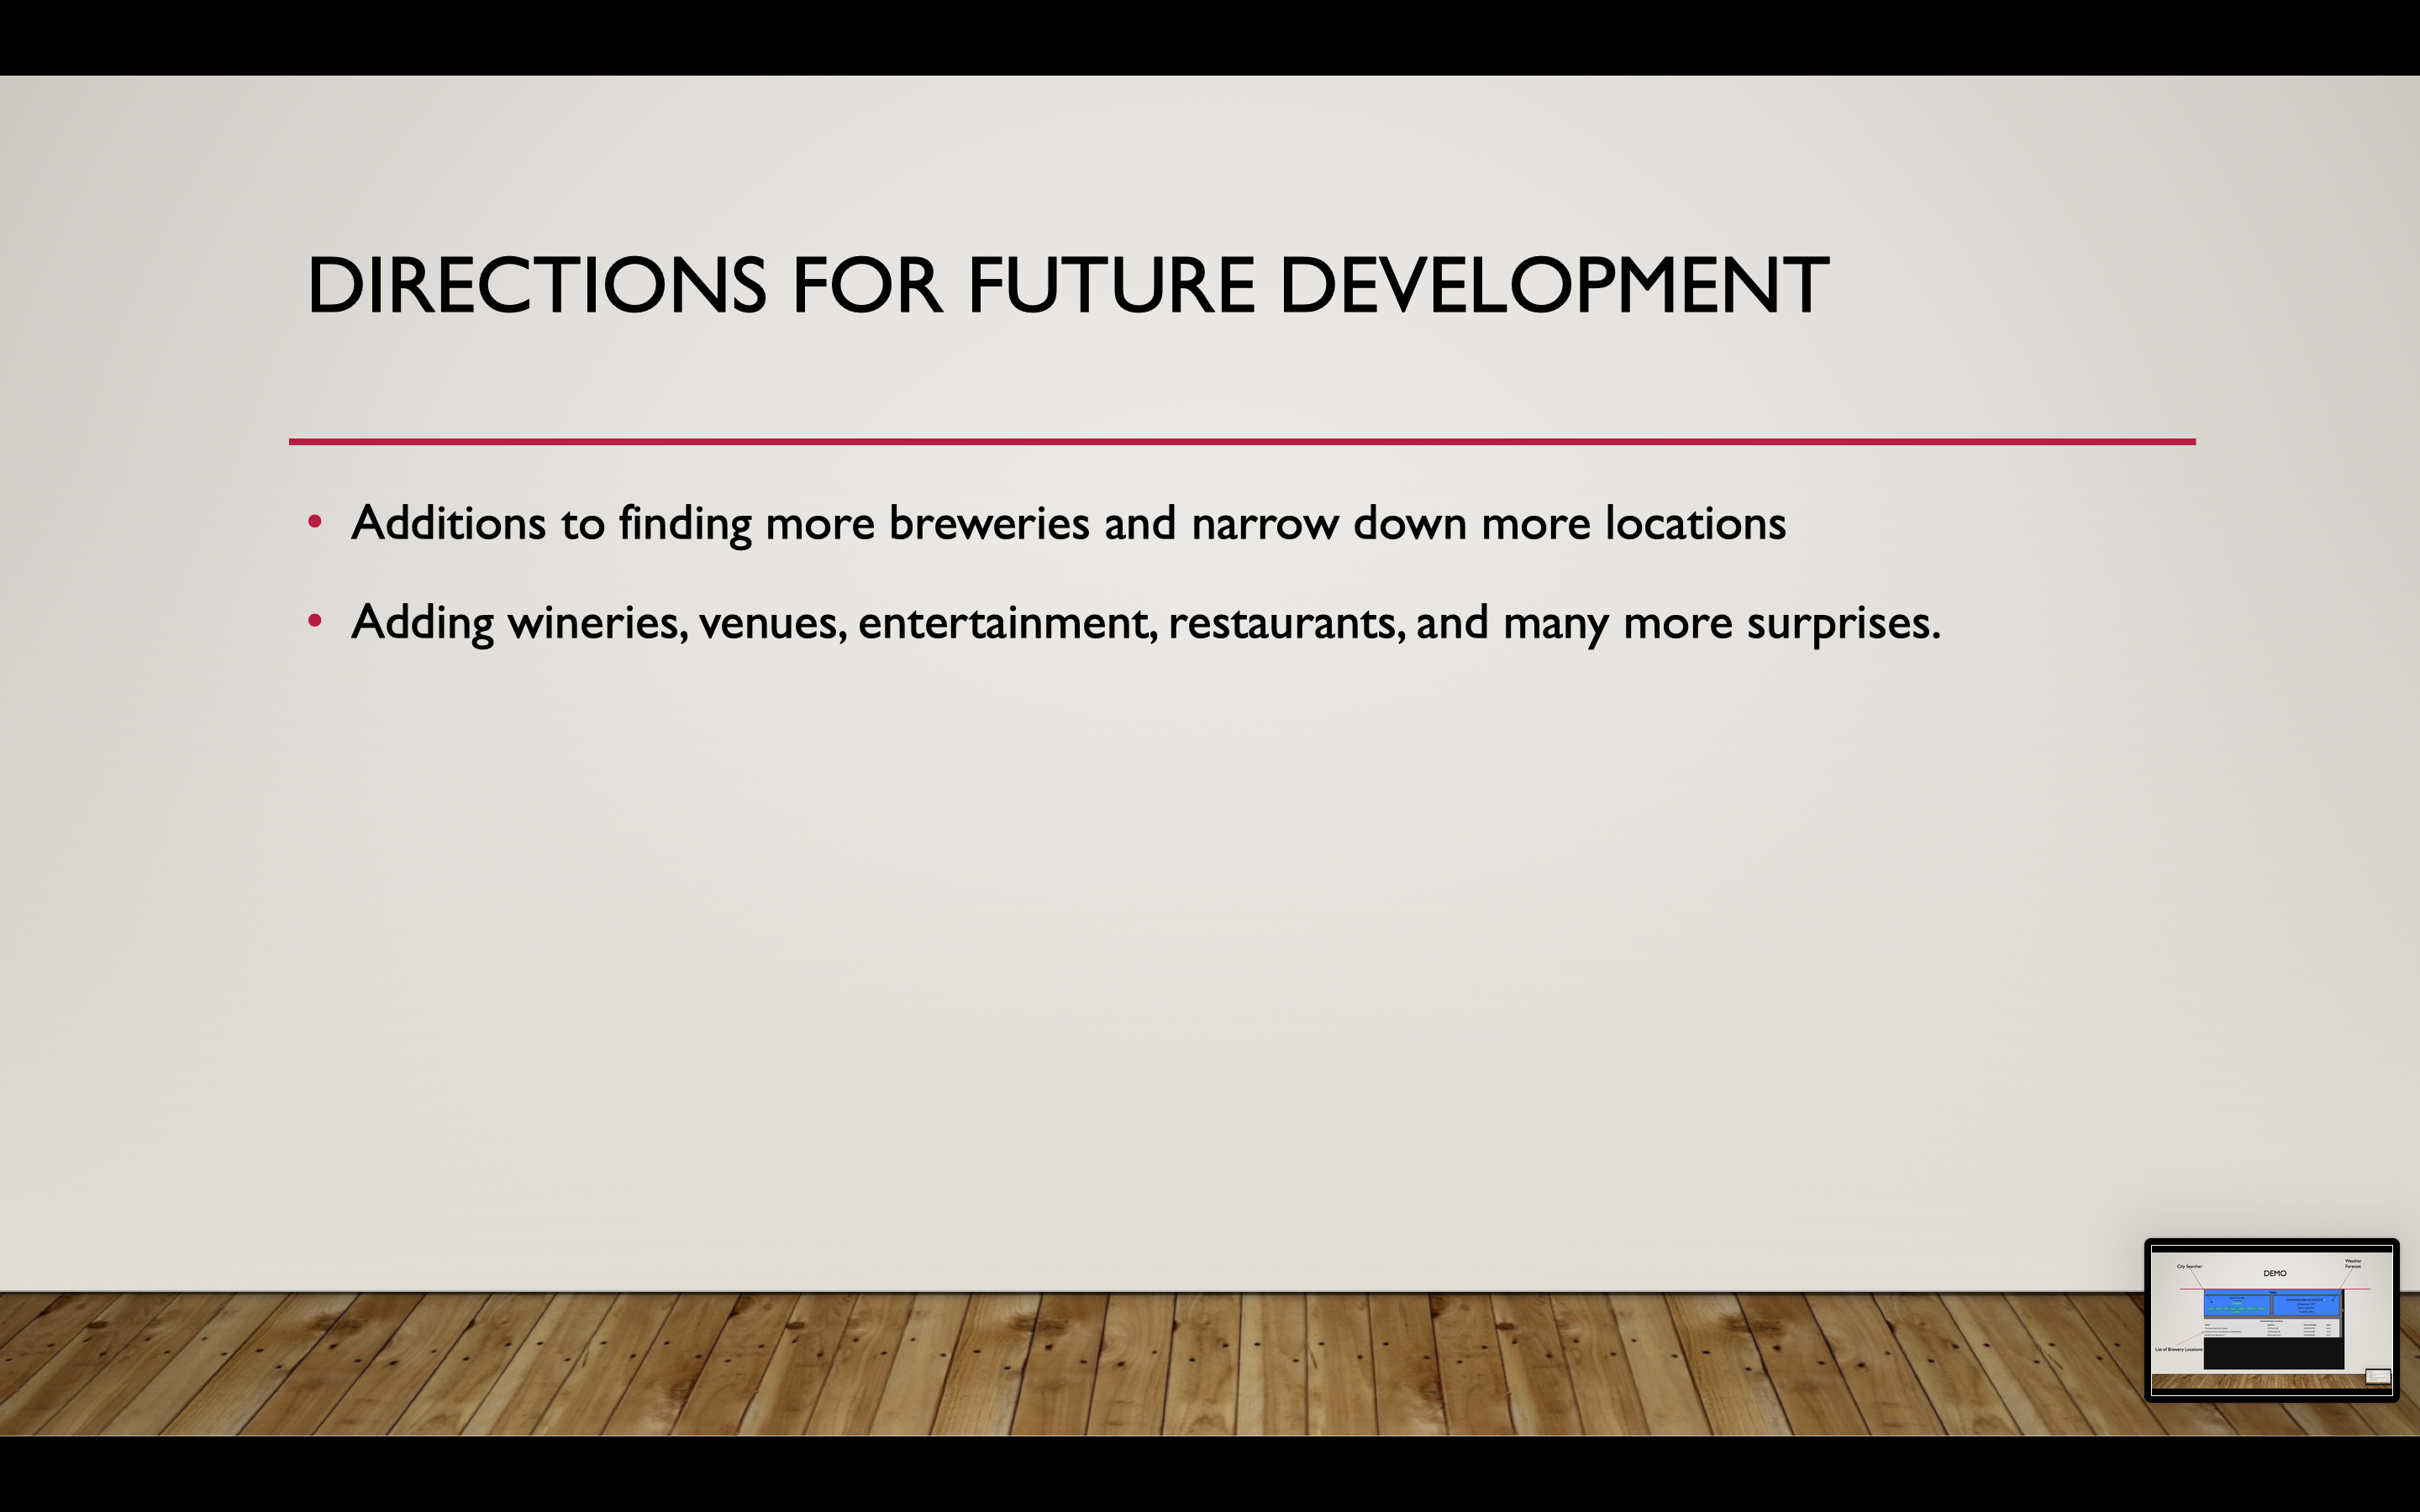 DIRECTIONS FOR FUTURE DEVELOPMENT
• Additions to finding more breweries and narrow down more locations
• Adding wineries, venues, entertainment, restaurants, and many more surprises.
City Searcher
Weather
Forecast
DEMO
List of Brewery Locations